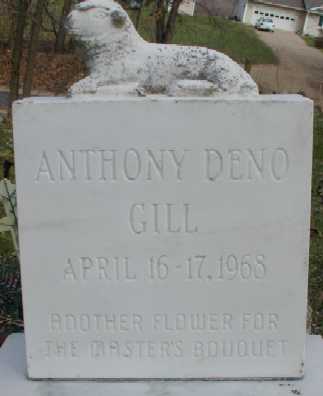 ANTHONY DENO
GILL
APRIL 16-17, 1968
ANOTHER FLOWER FOR
THE MASTER'S BOUQUET